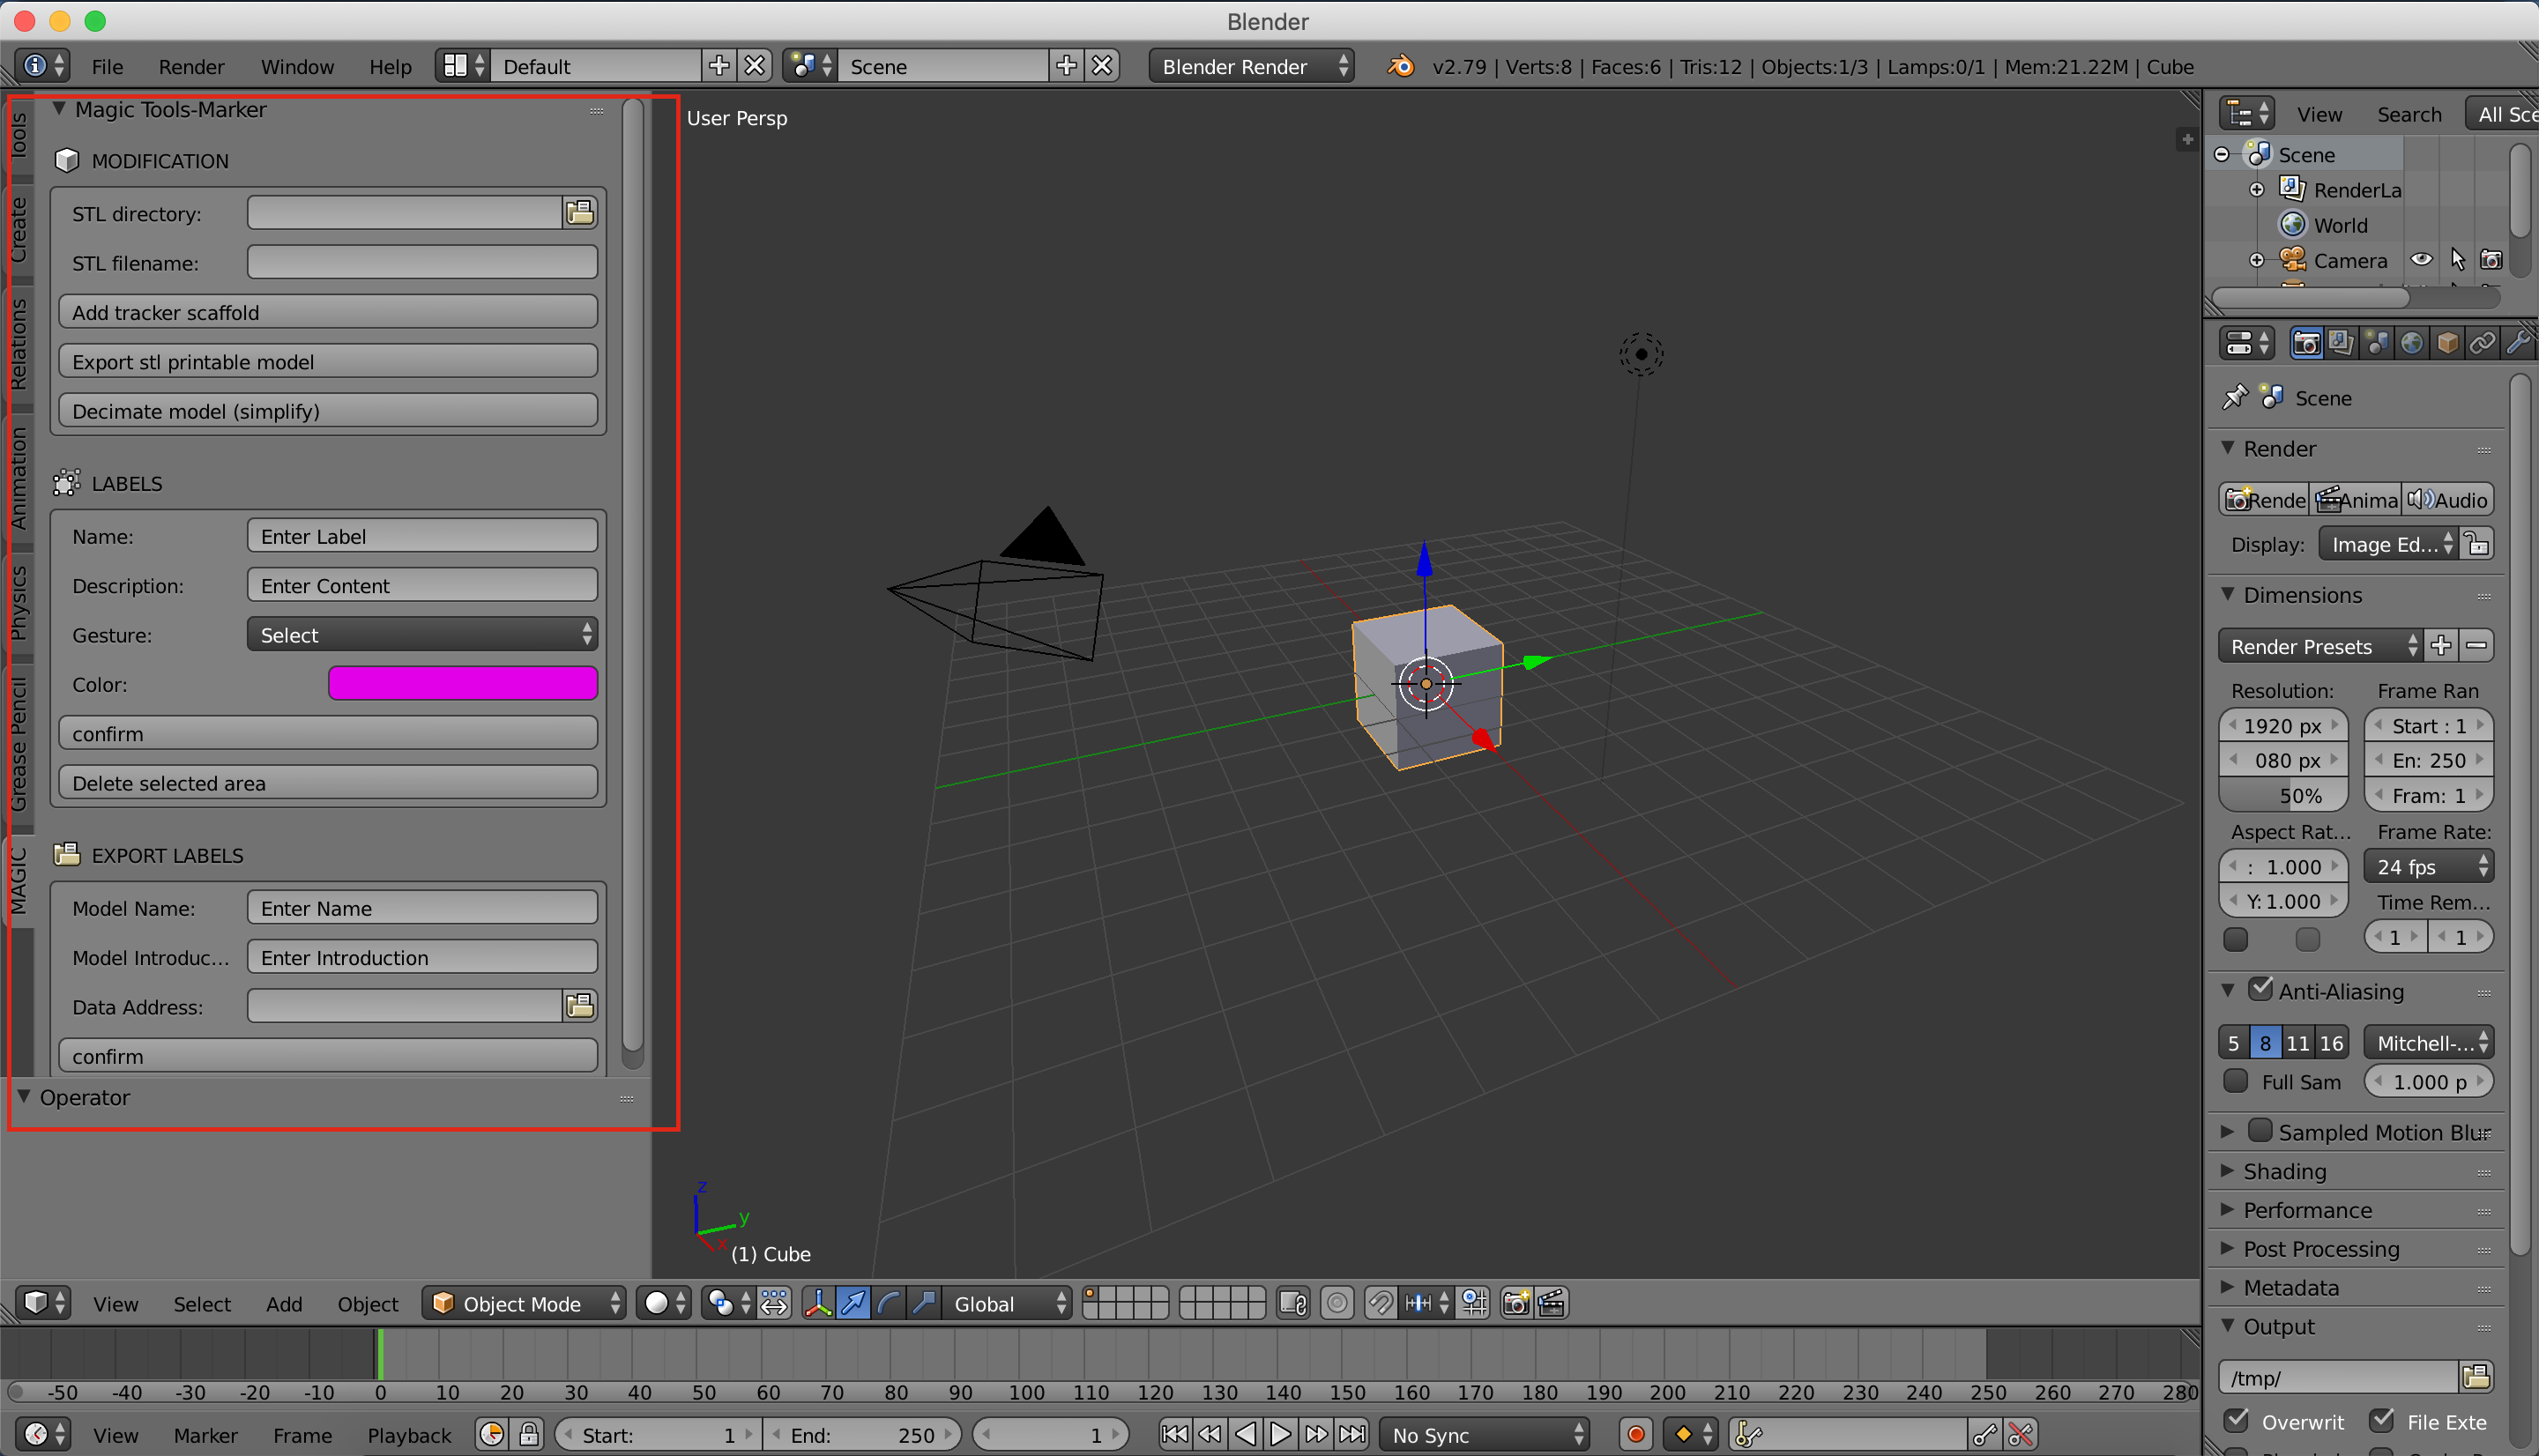 Blender
File Render Window Help Default Scene Blender Render v2.79 | Verts:8 | Faces:6 | Tris:12 | Objects:1/3 | Lamps:0/1 | Mem:21.22M | Cube
Tools
Create
Relations
Animation
Physics
Grease Pencil
MAGIC
Magic Tools-Marker
MODIFICATION
STL directory:
STL filename:
Add tracker scaffold
Export stl printable model
Decimate model (simplify)
LABELS
Name: Enter Label
Description: Enter Content
Gesture: Select
Color:
confirm
Delete selected area
EXPORT LABELS
Model Name: Enter Name
Model Introduc... Enter Introduction
Data Address:
confirm
Operator
User Persp
z
y
x
(1) Cube
View Search All Sce
Scene
RenderLa
World
Camera
Scene
Render
Rende Anima Audio
Display: Image Ed...
Dimensions
Render Presets
Resolution: Frame Ran
1920 px Start : 1
080 px En: 250
50% Fram: 1
Aspect Rat... Frame Rate:
: 1.000 24 fps
Y: 1.000 Time Rem...
1 1
Anti-Aliasing
5 8 11 16 Mitchell-...
Full Sam 1.000 p
Sampled Motion Blur
Shading
Performance
Post Processing
Metadata
Output
/tmp/
Overwrit File Exte
View Select Add Object Object Mode Global
-50 -40 -30 -20 -10 0 10 20 30 40 50 60 70 80 90 100 110 120 130 140 150 160 170 180 190 200 210 220 230 240 250 260 270 280
View Marker Frame Playback Start: 1 End: 250 1 No Sync